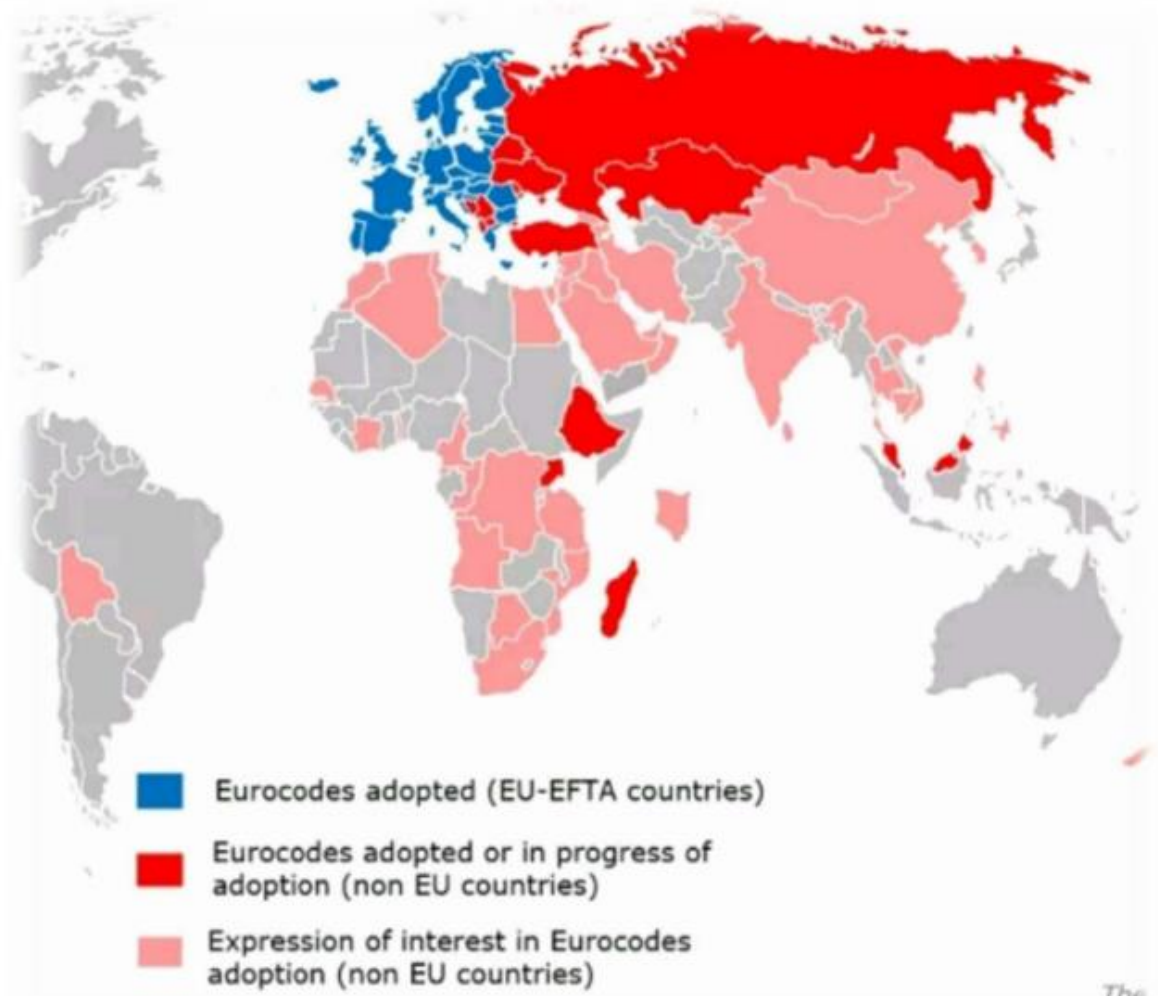 Eurocodes adopted (EU-EFTA countries)
Eurocodes adopted or in progress of
adoption (non EU countries)
Expression of interest in Eurocodes
adoption (non EU countries)
The